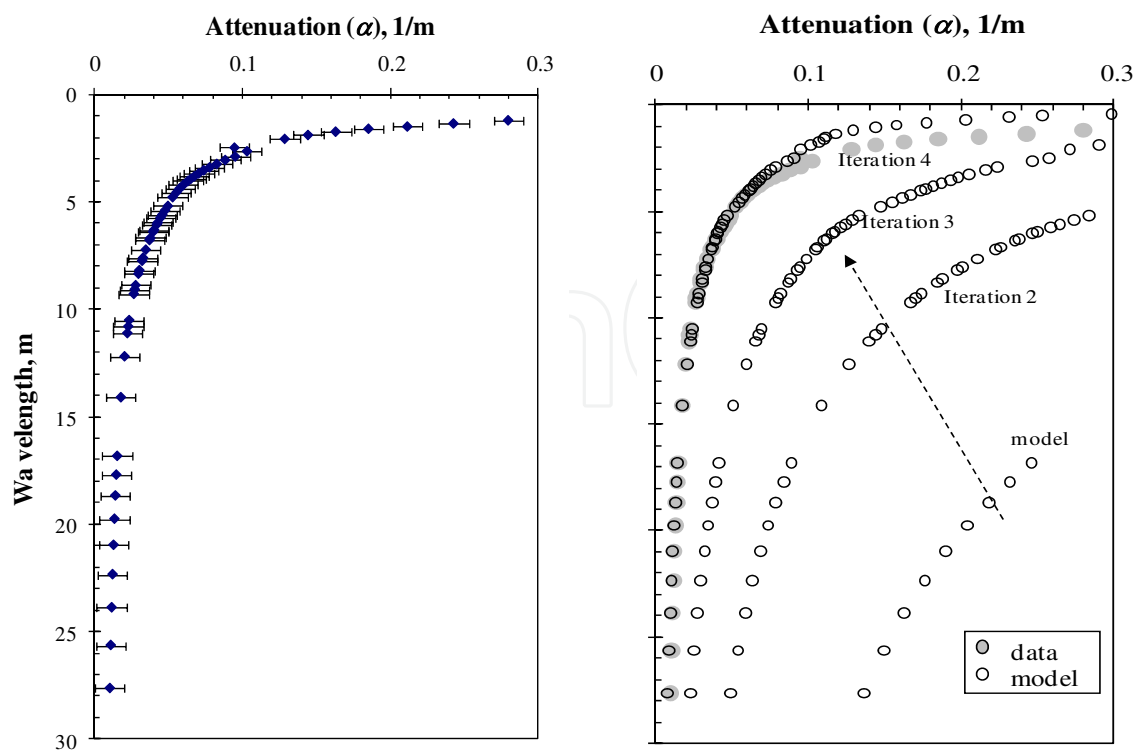 Attenuation (α), 1/m
0 0.1 0.2 0.3
0
5
10
15
20
25
30
Wa velength, m
Attenuation (α), 1/m
0 0.1 0.2 0.3
Iteration 4
Iteration 3
Iteration 2
model
data
model